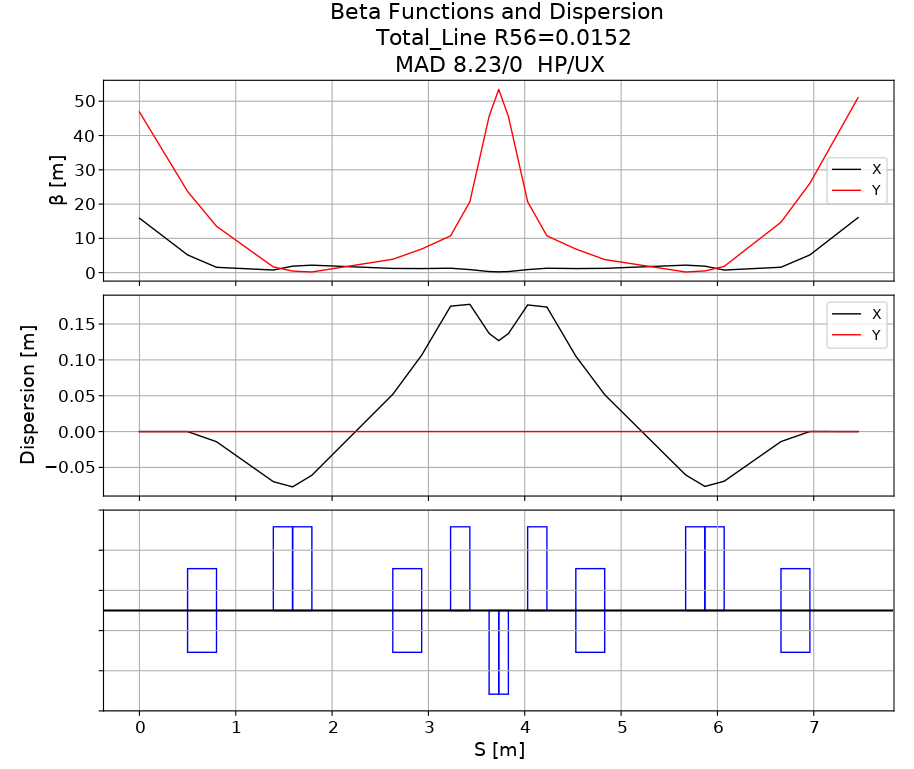 Beta Functions and Dispersion
Total_Line R56=0.0152
MAD 8.23/0  HP/UX
β [m]
50
40
30
20
10
0
X
Y
Dispersion [m]
0.15
0.10
0.05
0.00
−0.05
X
Y
0 1 2 3 4 5 6 7
S [m]